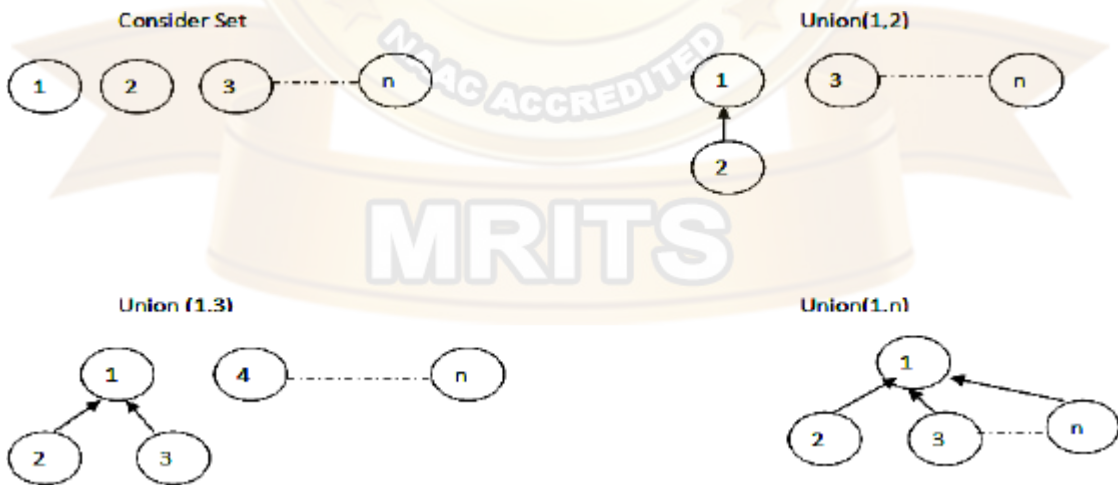 Consider Set
1 2 3 n
NAAC ACCREDITED
MRITS
Union(1,2)
1 3 n
2
Union (1,3)
1 4 n
2 3
Union(1,n)
1
2 3 n